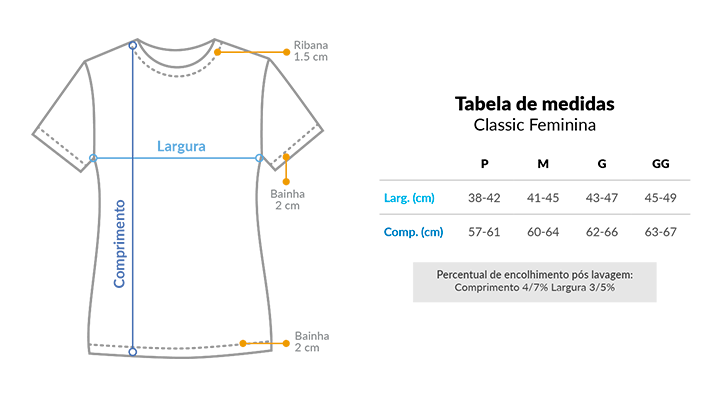 Ribana
1.5 cm
Largura
Bainha
2 cm
Comprimento
Bainha
2 cm
Tabela de medidas
Classic Feminina
P M G GG
Larg. (cm) 38-42 41-45 43-47 45-49
Comp. (cm) 57-61 60-64 62-66 63-67
Percentual de encolhimento pós lavagem:
Comprimento 4/7% Largura 3/5%